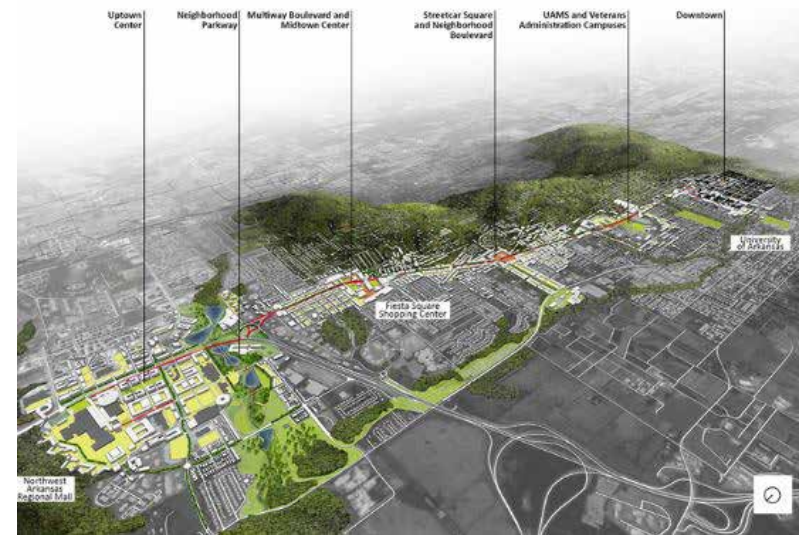 Uptown
Center
Neighborhood
Parkway
Multiway Boulevard and
Midtown Center
Streetcar Square
and Neighborhood
Boulevard
UAMS and Veterans
Administration Campuses
Downtown
University
of Arkansas
Fiesta Square
Shopping Center
Northwest
Arkansas
Regional Mall